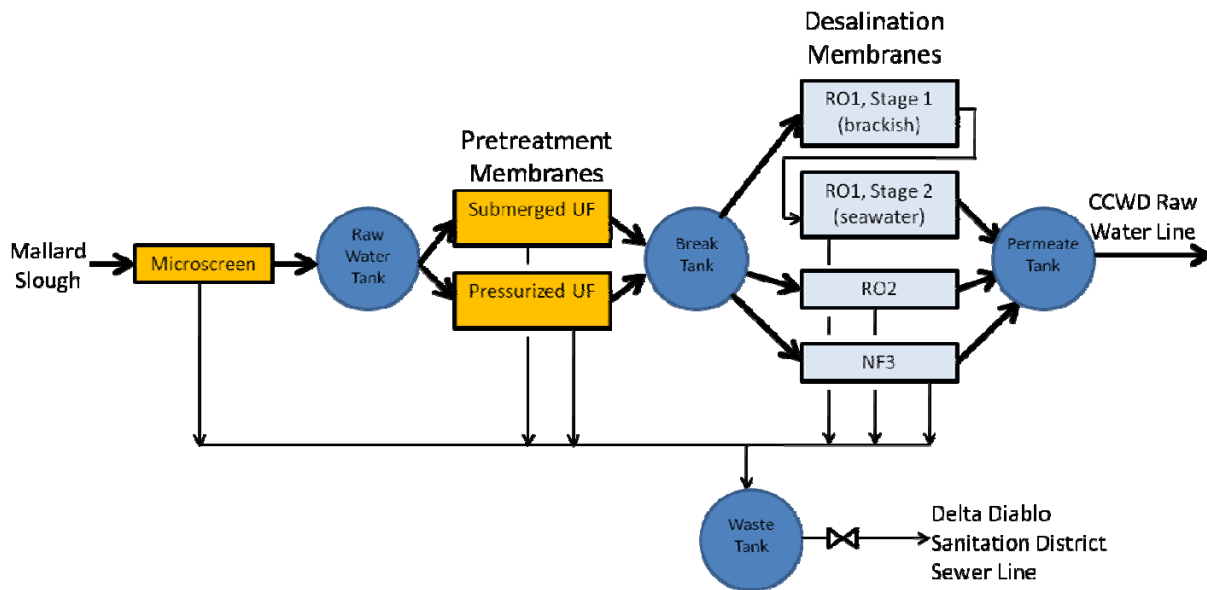 Desalination
Membranes
RO1, Stage 1
(brackish)
Pretreatment
Membranes
Submerged UF
RO1, Stage 2
(seawater)
CCWD Raw
Water Line
Mallard
Slough
Microscreen
Raw
Water
Tank
Break
Tank
Permeate
Tank
Pressurized UF
RO2
NF3
Waste
Tank
Delta Diablo
Sanitation District
Sewer Line